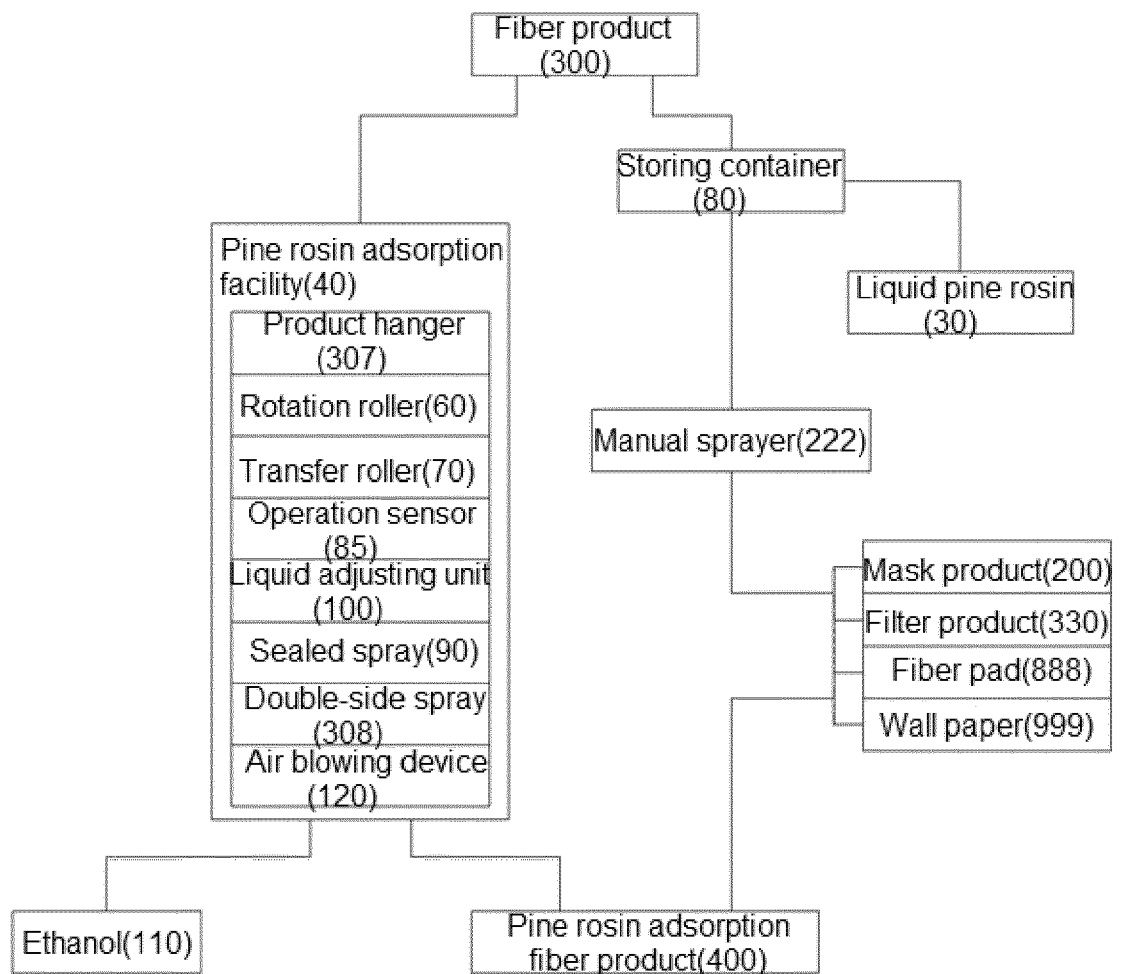 Fiber product
(300)
Storing container
(80)
Pine rosin adsorption
facility(40)
Liquid pine rosin
(30)
Product hanger
(307)
Rotation roller(60)
Manual sprayer(222)
Transfer roller(70)
Operation sensor
(85)
Liquid adjusting unit
(100)
Sealed spray(90)
Double-side spray
(308)
Air blowing device
(120)
Mask product(200)
Filter product(330)
Fiber pad(888)
Wall paper(999)
Ethanol(110)
Pine rosin adsorption
fiber product(400)